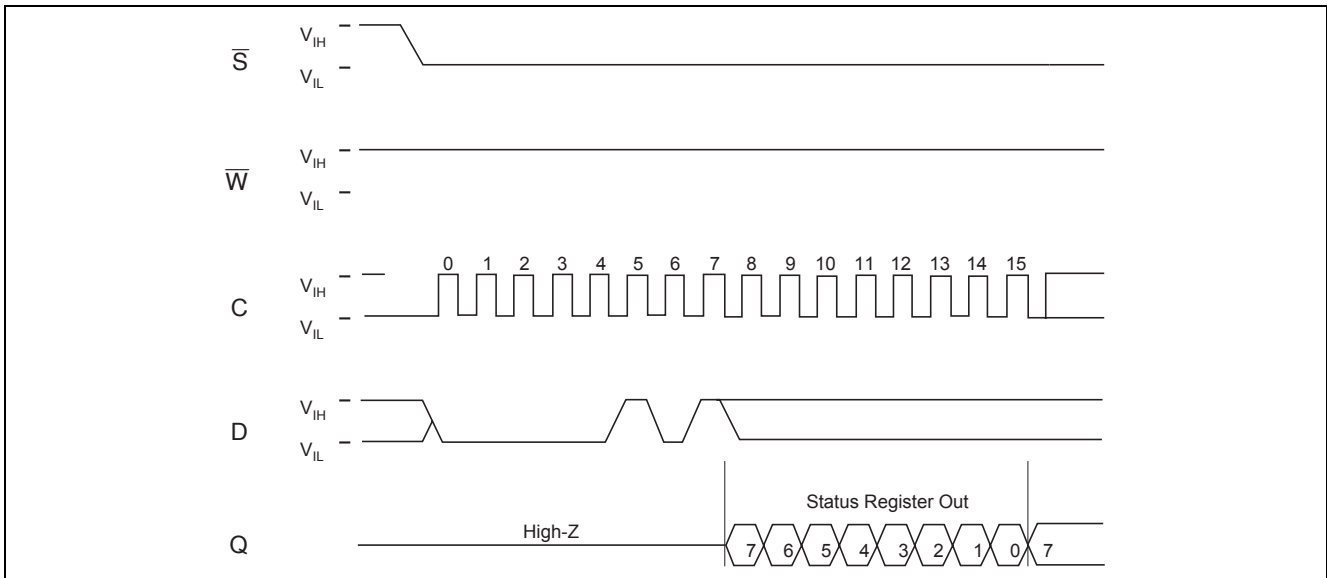 S̅
V_IH
V_IL
W̅
V_IH
V_IL
C
V_IH
V_IL
0 1 2 3 4 5 6 7 8 9 10 11 12 13 14 15
D
V_IH
V_IL
Q
High-Z
Status Register Out
7 6 5 4 3 2 1 0 7